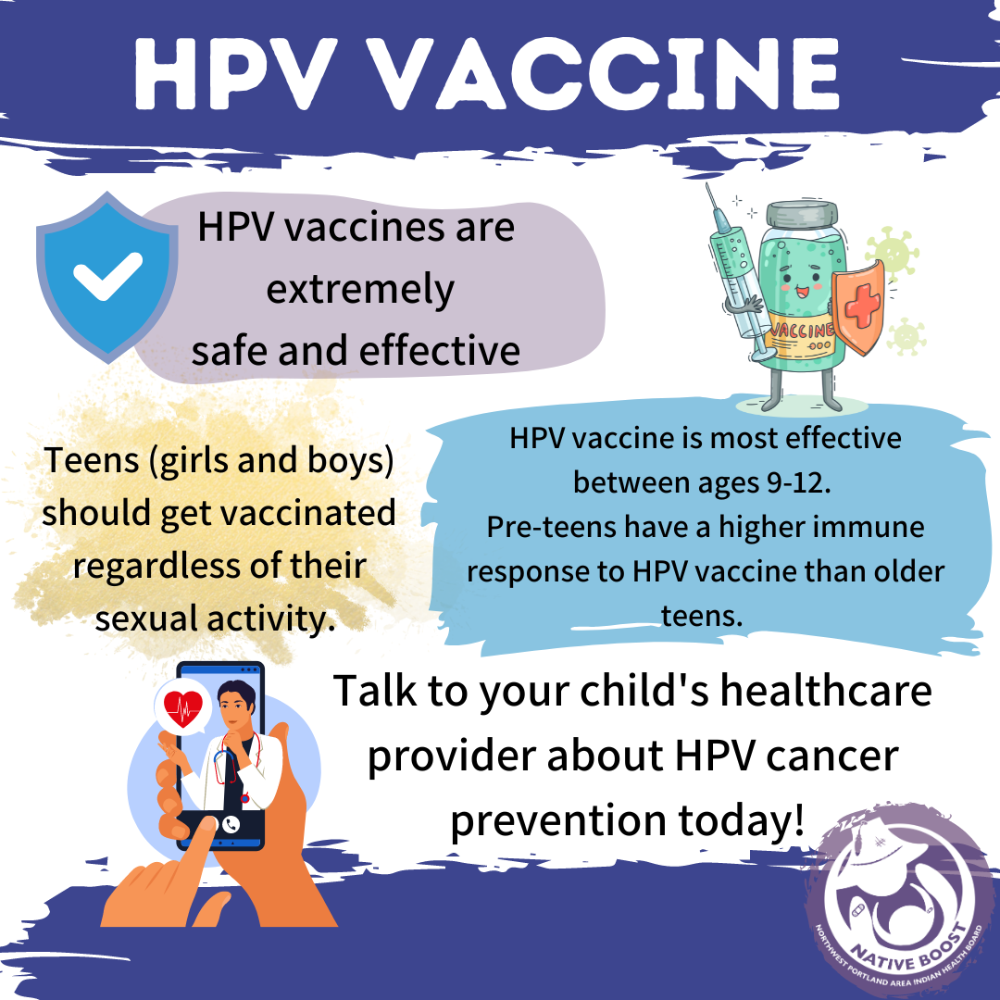 HPV VACCINE
HPV vaccines are
extremely
safe and effective
VACCINE
Teens (girls and boys)
should get vaccinated
regardless of their
sexual activity.
HPV vaccine is most effective
between ages 9-12.
Pre-teens have a higher immune
response to HPV vaccine than older
teens.
Talk to your child's healthcare
provider about HPV cancer
prevention today!
NATIVE BOOST
NORTHWEST PORTLAND AREA INDIAN HEALTH BOARD